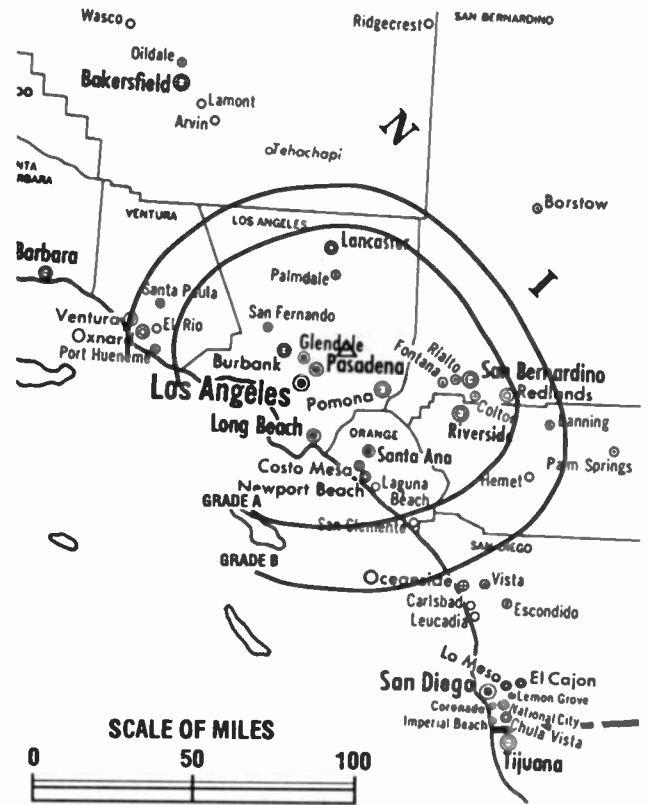 Wasco
Ridgecrest
SAN BERNARDINO
Oildale
Bakersfield
Lamont
Arvin
N
Tehachapi
VENTURA
LOS ANGELES
Borstow
Barbara
Lancaster
I
Palmdale
Santa Paula
Ventura
San Fernando
El Rio
Oxnard
Port Hueneme
Glendale
Burbank
Pasadena
Rialto
Fontana
San Bernardino
Los Angeles
Pomona
Redlands
Colton
Riverside
Banning
Long Beach
ORANGE
Santa Ana
Palm Springs
Costo Mesa
Hemet
Newport Beach
Laguna
Beach
GRADE A
San Clemente
SAN DIEGO
GRADE B
Oceanside
Vista
Carlsbad
Escondido
Leucadia
La Mesa
El Cajon
San Diego
Lemon Grove
Coronado
National City
Imperial Beach
Chula Vista
Tijuana
SCALE OF MILES
0 50 100